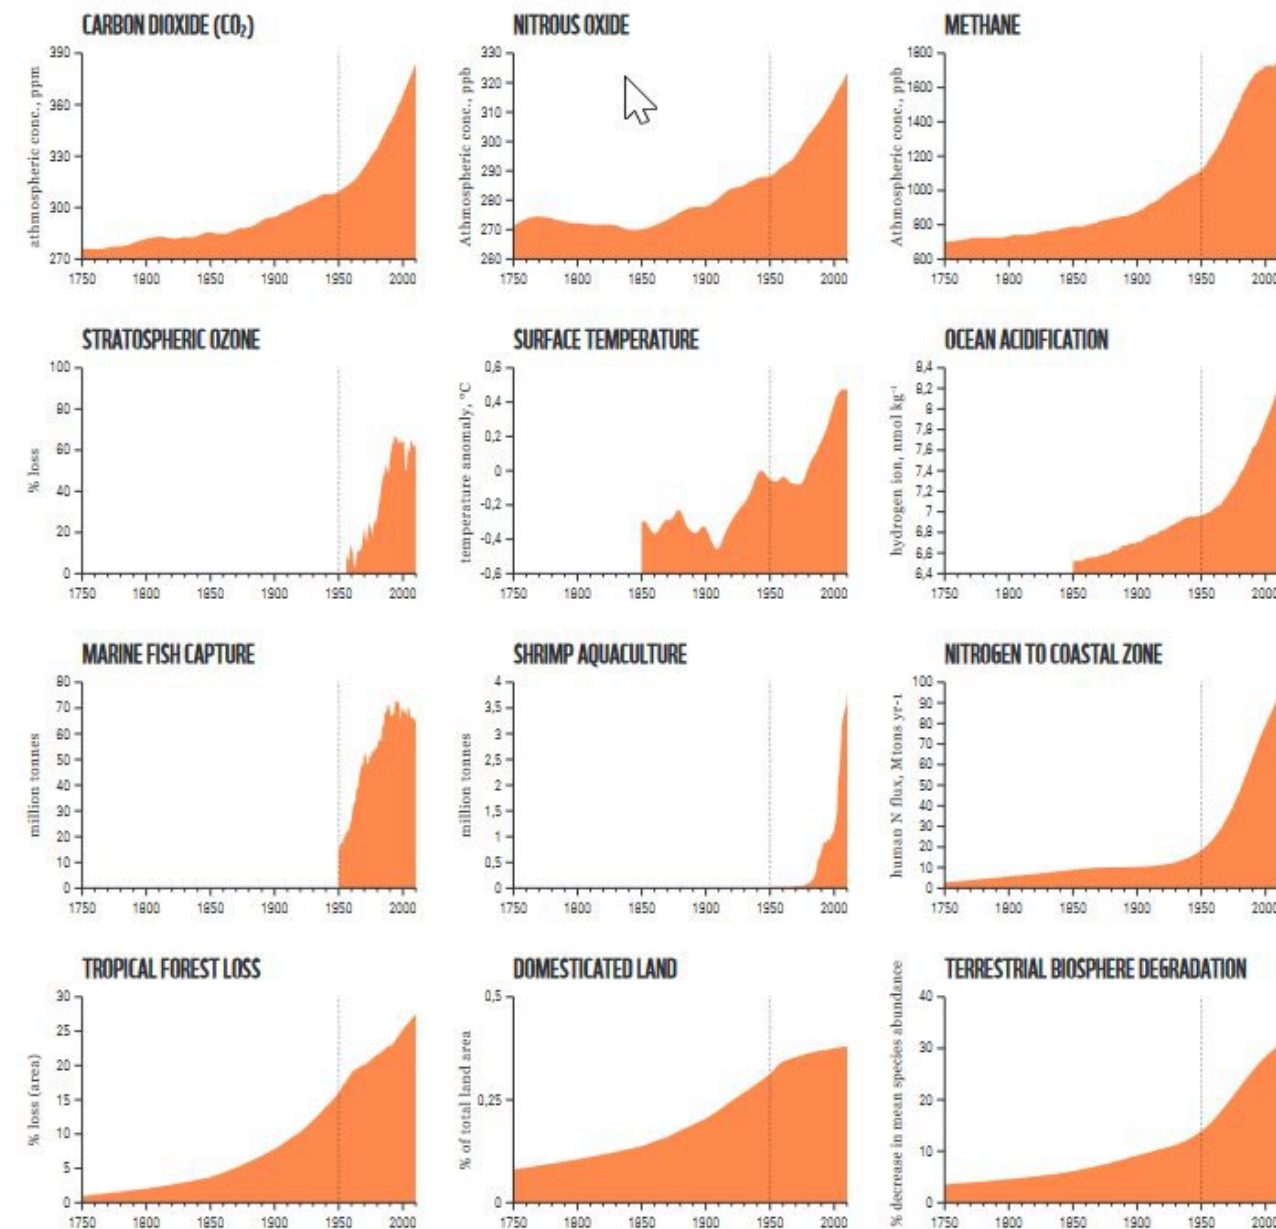 CARBON DIOXIDE (CO₂)
athmospheric conc., ppm
390
360
330
300
270
1750 1800 1850 1900 1950 2000
NITROUS OXIDE
Athmospheric conc., ppb
330
320
310
300
290
280
270
260
1750 1800 1850 1900 1950 2000
METHANE
Athmospheric conc., ppb
1800
1600
1400
1200
1000
800
600
1750 1800 1850 1900 1950 2000
STRATOSPHERIC OZONE
% loss
100
80
60
40
20
0
1750 1800 1850 1900 1950 2000
SURFACE TEMPERATURE
temperature anomaly, °C
0,6
0,4
0,2
0
-0,2
-0,4
-0,6
1750 1800 1850 1900 1950 2000
OCEAN ACIDIFICATION
hydrogen ion, nmol kg⁻¹
8,4
8,2
8
7,8
7,6
7,4
7,2
7
6,8
6,6
6,4
1750 1800 1850 1900 1950 2000
MARINE FISH CAPTURE
million tonnes
80
70
60
50
40
30
20
10
0
1750 1800 1850 1900 1950 2000
SHRIMP AQUACULTURE
million tonnes
4
3,5
3
2,5
2
1,5
1
0,5
0
1750 1800 1850 1900 1950 2000
NITROGEN TO COASTAL ZONE
human N flux, Mtons yr-1
100
90
80
70
60
50
40
30
20
10
0
1750 1800 1850 1900 1950 2000
TROPICAL FOREST LOSS
% loss (area)
30
25
20
15
10
5
0
1750 1800 1850 1900 1950 2000
DOMESTICATED LAND
% of total land area
0,5
0,25
0
1750 1800 1850 1900 1950 2000
TERRESTRIAL BIOSPHERE DEGRADATION
% decrease in mean species abundance
40
30
20
10
0
1750 1800 1850 1900 1950 2000